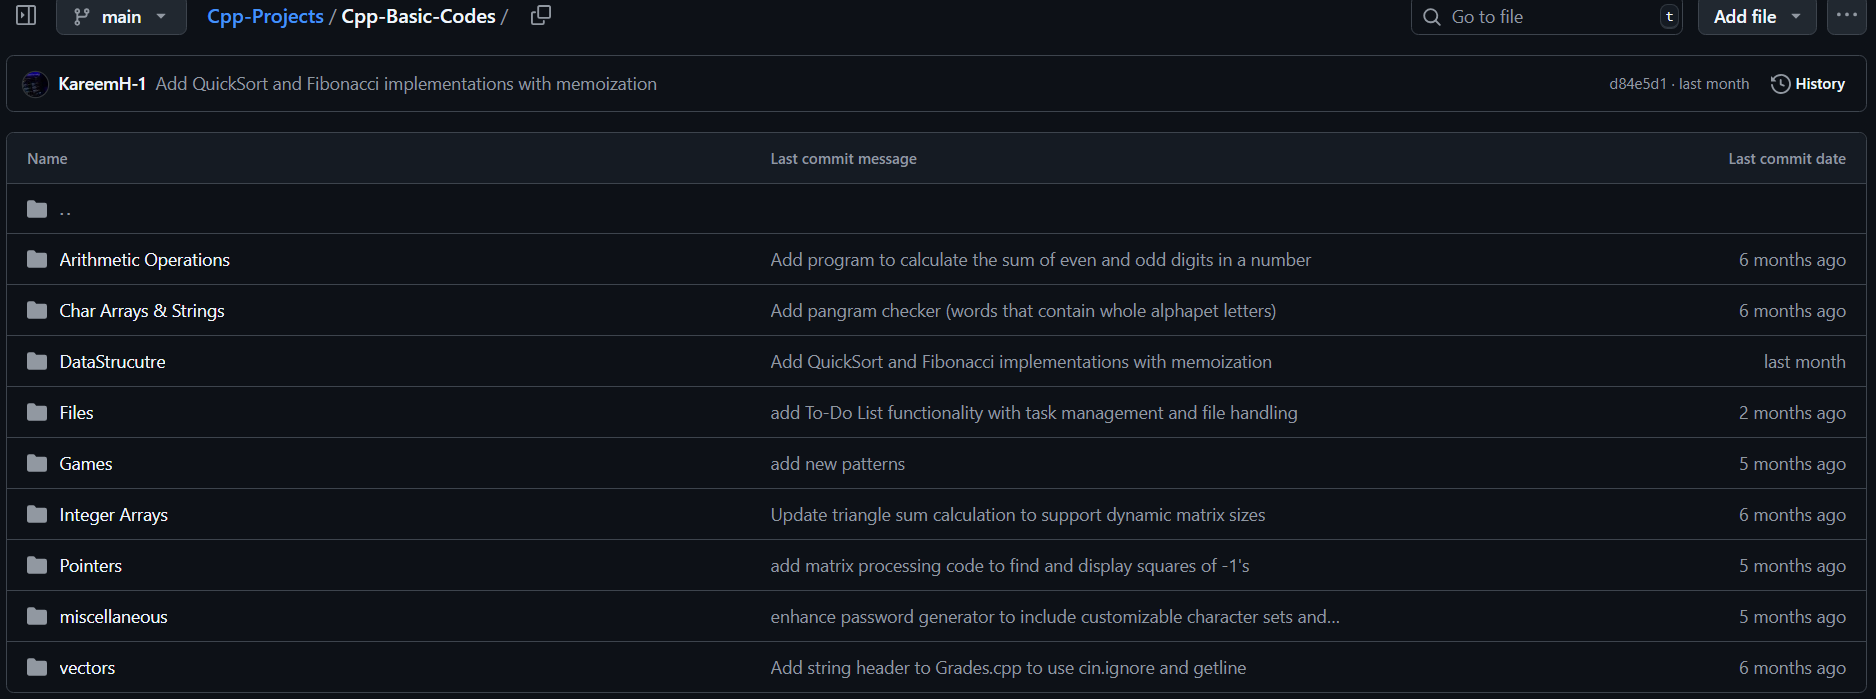 main Cpp-Projects / Cpp-Basic-Codes / Go to file t Add file ...
KareemH-1 Add QuickSort and Fibonacci implementations with memoization d84e5d1 · last month History
Name Last commit message Last commit date
..
Arithmetic Operations Add program to calculate the sum of even and odd digits in a number 6 months ago
Char Arrays & Strings Add pangram checker (words that contain whole alphapet letters) 6 months ago
DataStrucutre Add QuickSort and Fibonacci implementations with memoization last month
Files add To-Do List functionality with task management and file handling 2 months ago
Games add new patterns 5 months ago
Integer Arrays Update triangle sum calculation to support dynamic matrix sizes 6 months ago
Pointers add matrix processing code to find and display squares of -1's 5 months ago
miscellaneous enhance password generator to include customizable character sets and... 5 months ago
vectors Add string header to Grades.cpp to use cin.ignore and getline 6 months ago